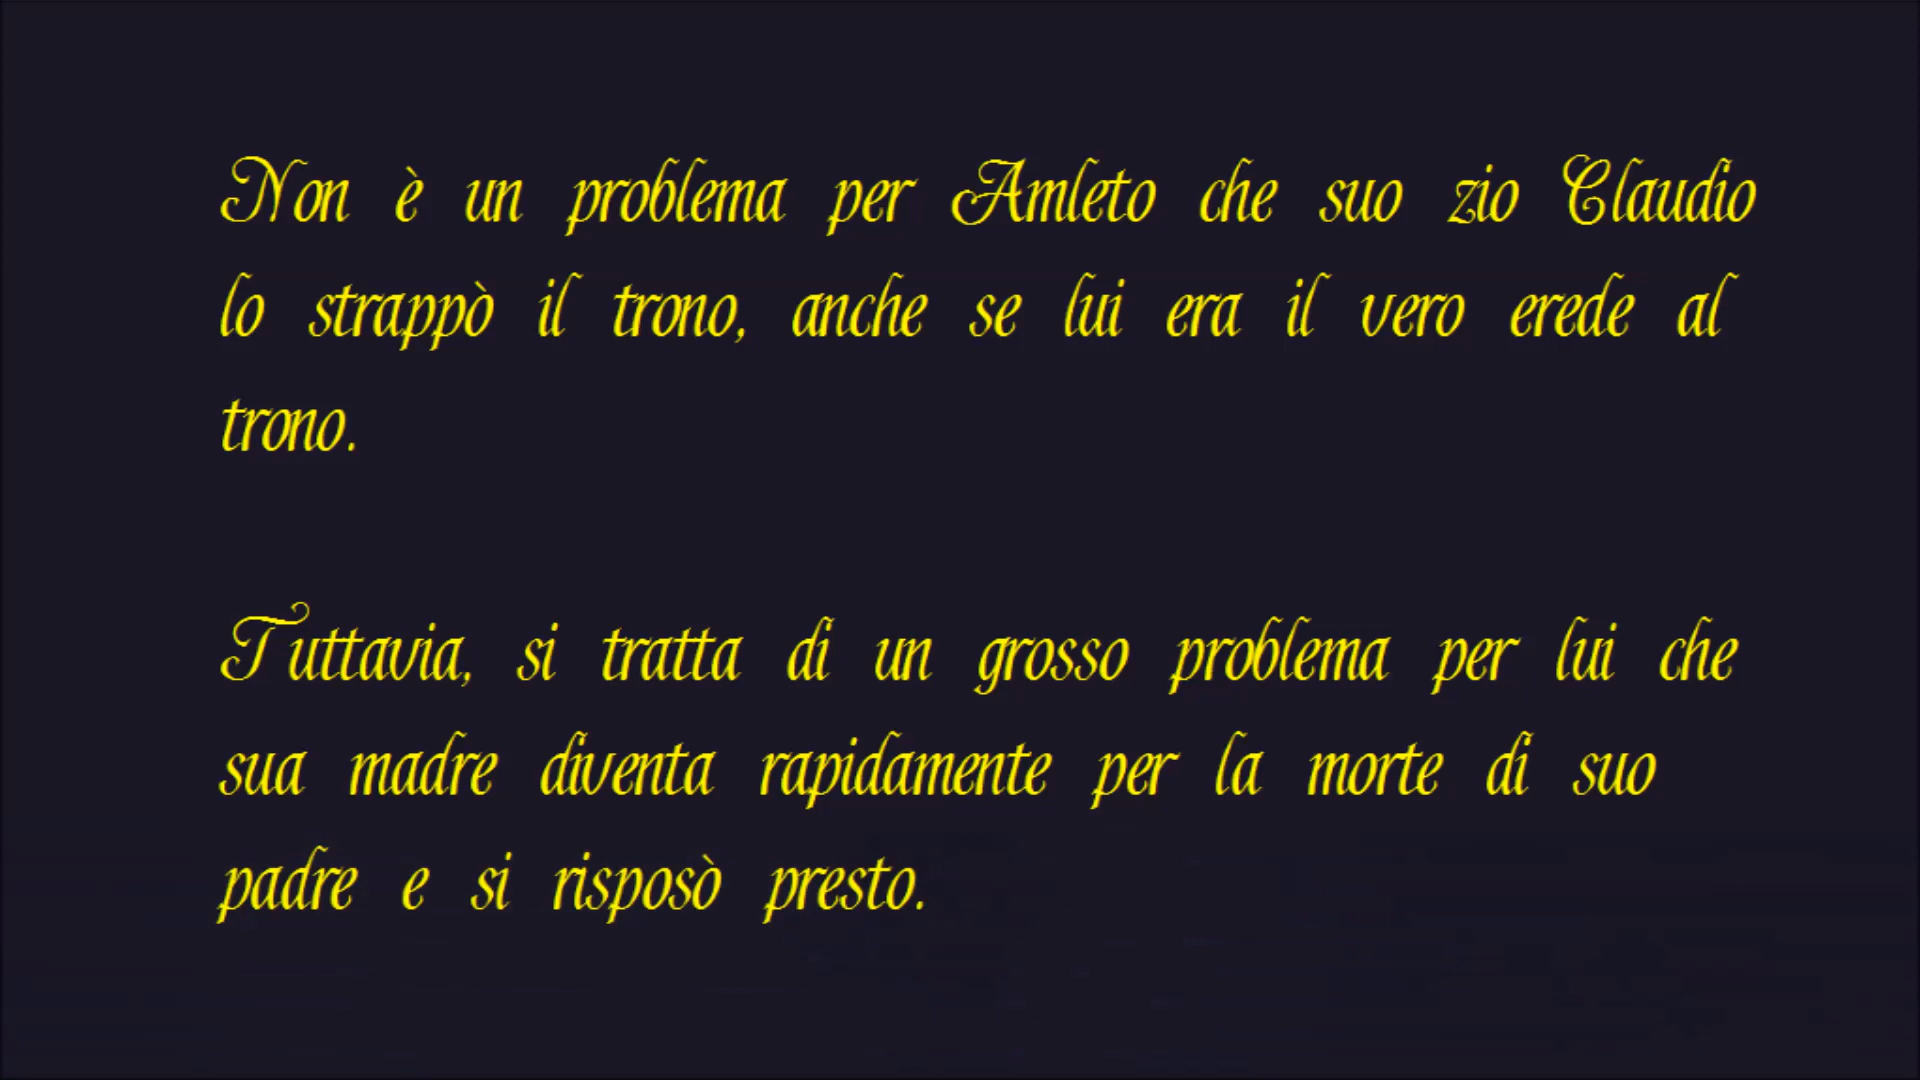 Non è un problema per Amleto che suo zio Claudio
lo strappò il trono, anche se lui era il vero erede al
trono.
Tuttavia, si tratta di un grosso problema per lui che
sua madre diventa rapidamente per la morte di suo
padre e si risposò presto.